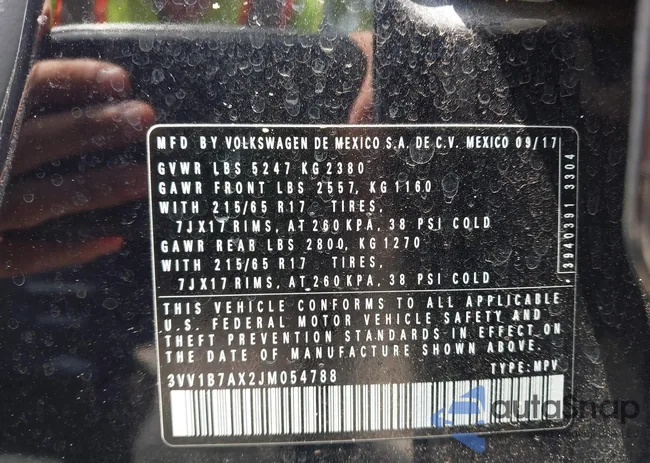 MFD BY VOLKSWAGEN DE MEXICO S.A. DE C.V. MEXICO 09/17
GVWR LBS 5247 KG 2380
GAWR FRONT LBS 2557, KG 1160
WITH 215/65 R17 TIRES,
7JX17 RIMS, AT 260 KPA, 38 PSI COLD
GAWR REAR LBS 2800, KG 1270
WITH 215/65 R17 TIRES,
7JX17 RIMS, AT 260 KPA, 38 PSI COLD
3940391 3304
THIS VEHICLE CONFORMS TO ALL APPLICABLE
U.S. FEDERAL MOTOR VEHICLE SAFETY AND
THEFT PREVENTION STANDARDS IN EFFECT ON
THE DATE OF MANUFACTURE SHOWN ABOVE.
3VV1B7AX2JM054788 TYPE: MPV
autoSnap